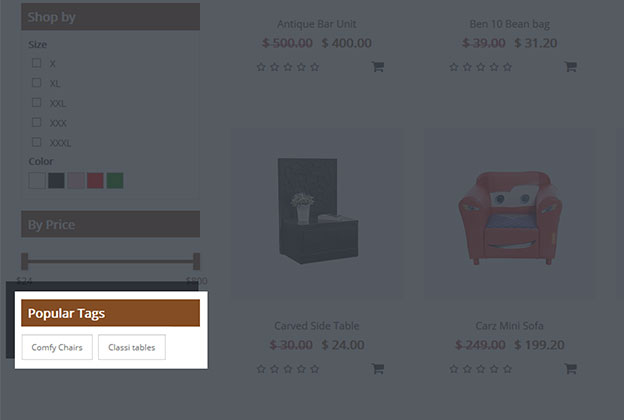 Shop by
Size
X
XL
XXL
XXX
XXXL
Color
By Price
$24 $800
Popular Tags
Comfy Chairs Classi tables
Antique Bar Unit
$ 500.00 $ 400.00
Ben 10 Bean bag
$ 39.00 $ 31.20
Carved Side Table
$ 30.00 $ 24.00
Carz Mini Sofa
$ 249.00 $ 199.20